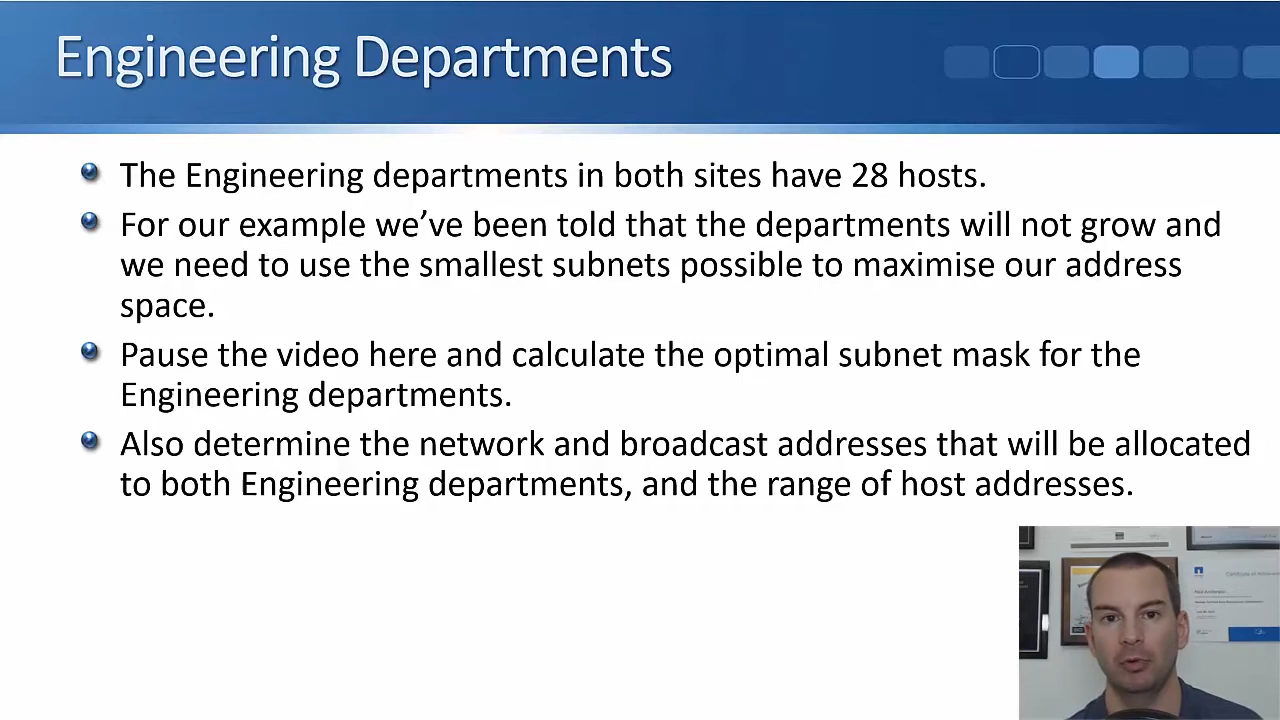 Engineering Departments
The Engineering departments in both sites have 28 hosts.
For our example we’ve been told that the departments will not grow and
we need to use the smallest subnets possible to maximise our address
space.
Pause the video here and calculate the optimal subnet mask for the
Engineering departments.
Also determine the network and broadcast addresses that will be allocated
to both Engineering departments, and the range of host addresses.